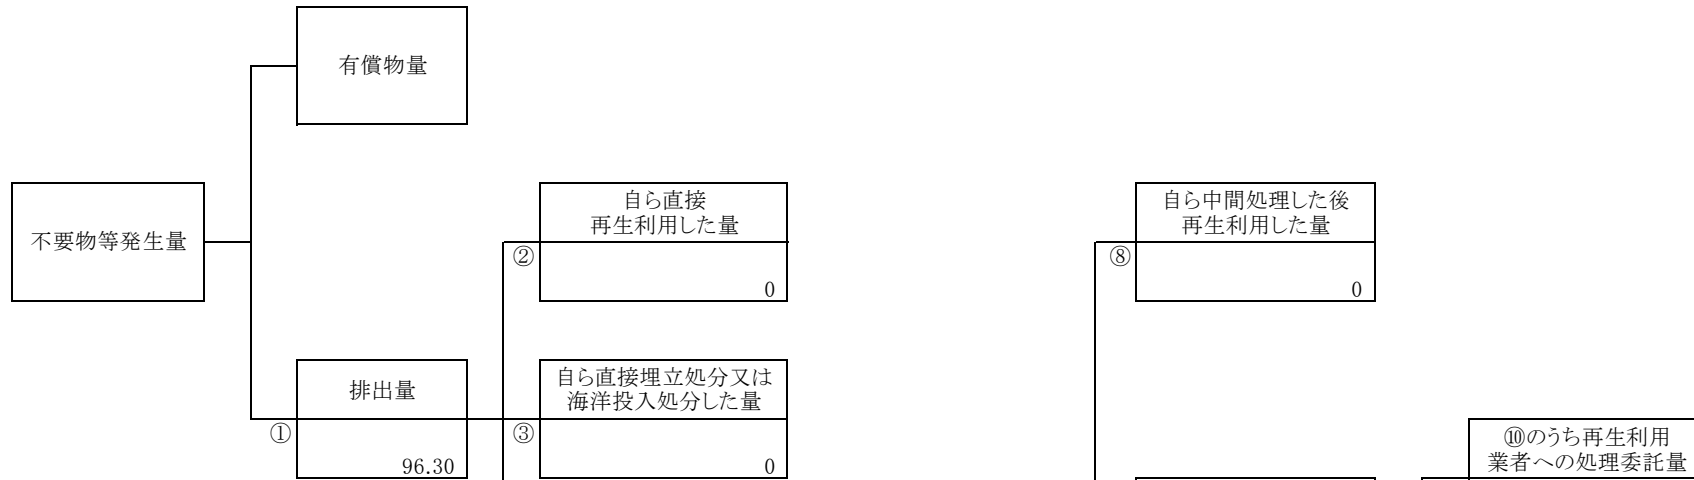 有償物量
不要物等発生量
自ら直接
再生利用した量
②
0
自ら中間処理した後
再生利用した量
⑧
0
排出量
①
96.30
自ら直接埋立処分又は
海洋投入処分した量
③
0
⑩のうち再生利用
業者への処理委託量